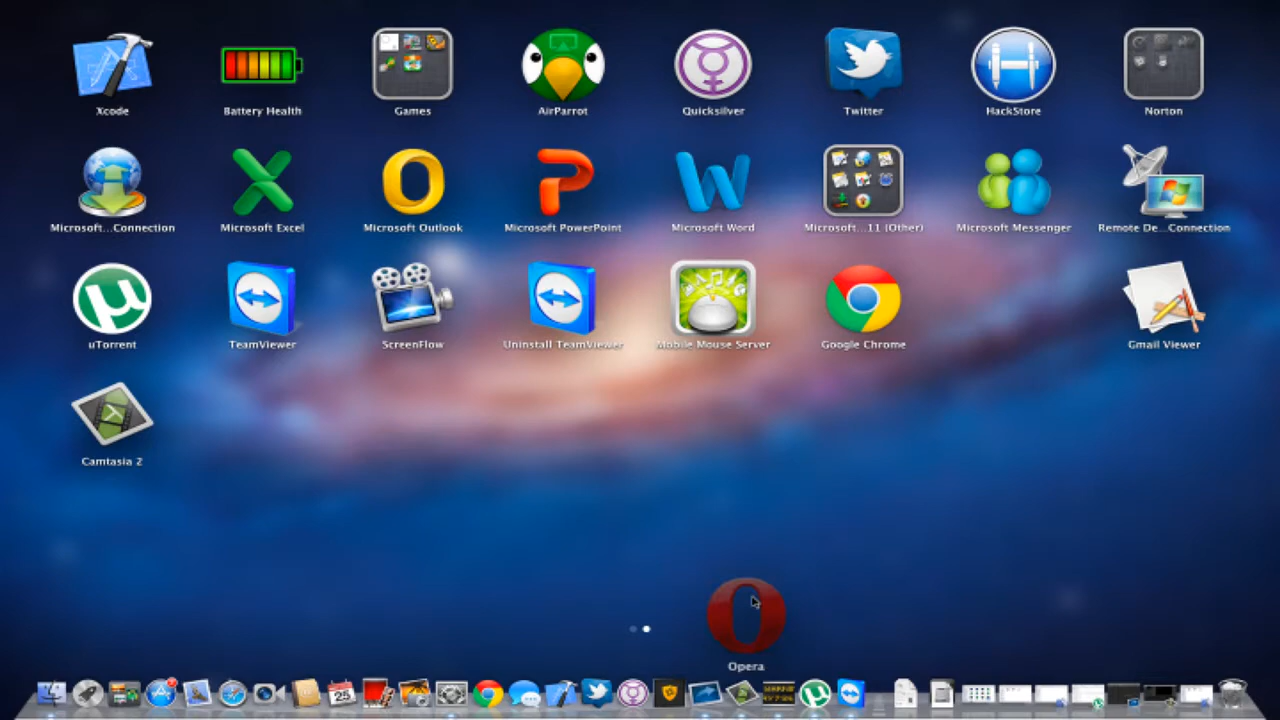 Xcode
Battery Health
Games
AirParrot
Quicksilver
Twitter
HackStore
Norton
Microsoft...Connection
Microsoft Excel
Microsoft Outlook
Microsoft PowerPoint
Microsoft Word
Microsoft...11 (Other)
Microsoft Messenger
Remote De...Connection
uTorrent
TeamViewer
ScreenFlow
Uninstall TeamViewer
Mobile Mouse Server
Google Chrome
Gmail Viewer
Camtasia 2
Opera
25